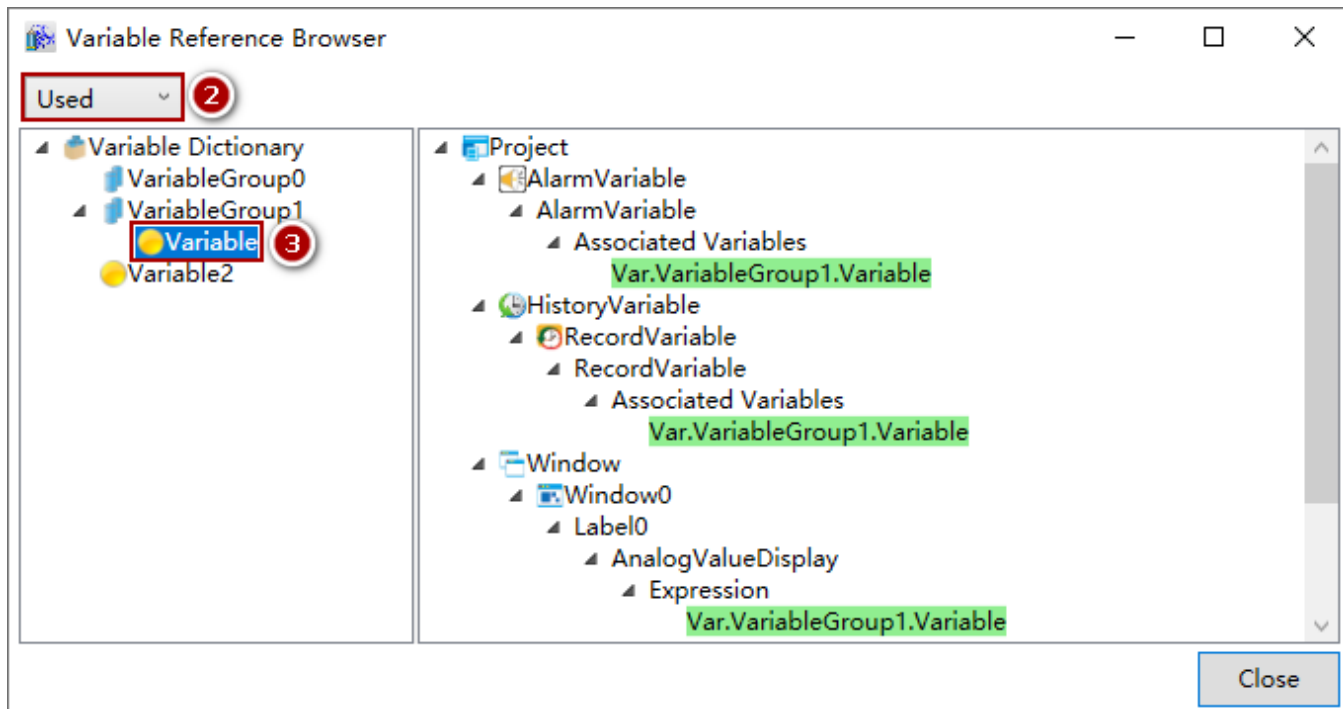 Variable Reference Browser
Used
2
Variable Dictionary
VariableGroup0
VariableGroup1
Variable
3
Variable2
Project
AlarmVariable
AlarmVariable
Associated Variables
Var.VariableGroup1.Variable
HistoryVariable
RecordVariable
RecordVariable
Associated Variables
Var.VariableGroup1.Variable
Window
Window0
Label0
AnalogValueDisplay
Expression
Var.VariableGroup1.Variable
Close